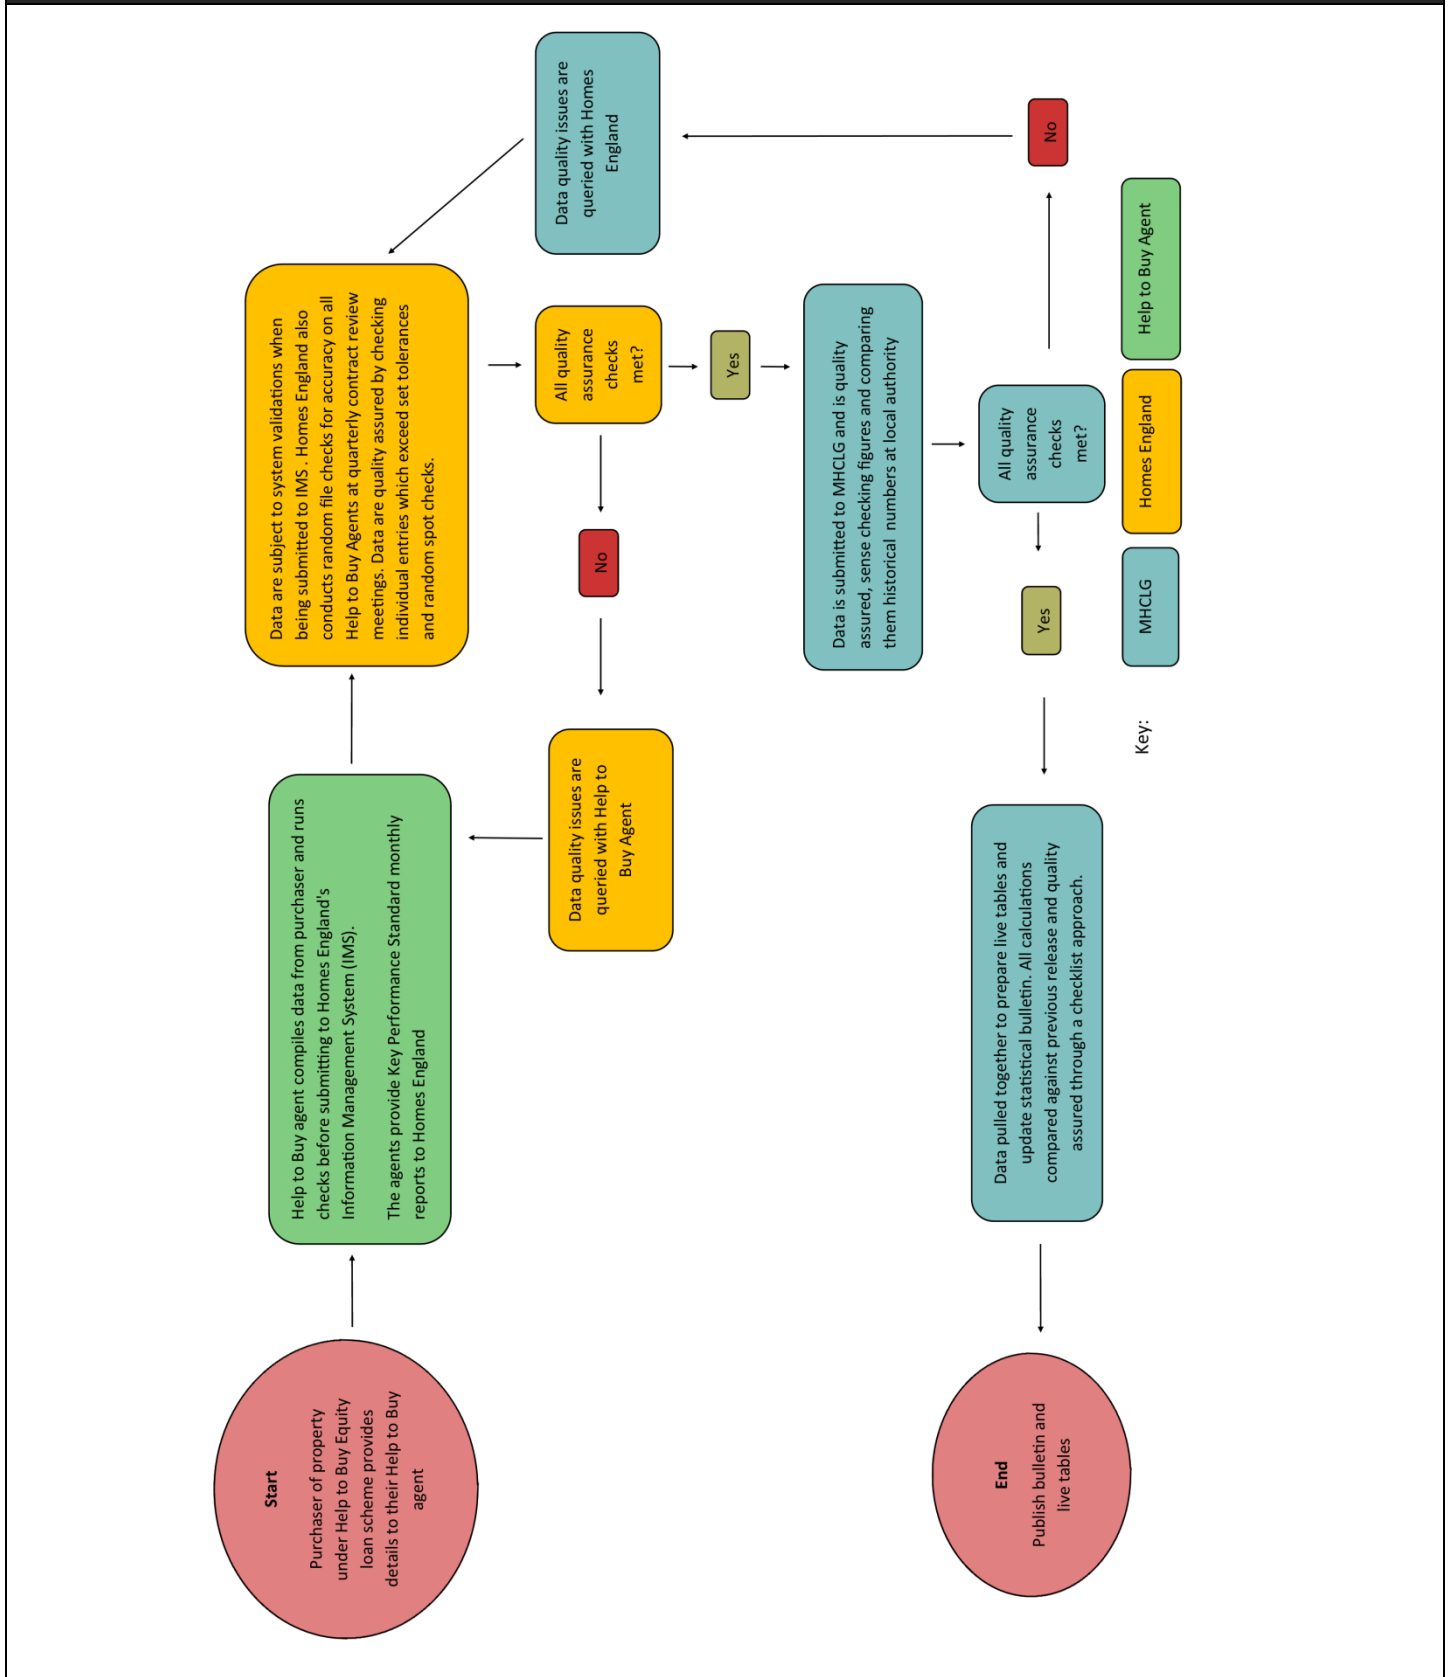 Start
Purchaser of property
under Help to Buy Equity
loan scheme provides
details to their Help to Buy
agent
Help to Buy agent compiles data from purchaser and runs
checks before submitting to Homes England's
Information Management System (IMS).
The agents provide Key Performance Standard monthly
reports to Homes England
Data are subject to system validations when
being submitted to IMS . Homes England also
conducts random file checks for accuracy on all
Help to Buy Agents at quarterly contract review
meetings. Data are quality assured by checking
individual entries which exceed set tolerances
and random spot checks.
Data quality issues are
queried with Help to
Buy Agent
No
All quality
assurance
checks
met?
Data quality issues are
queried with Homes
England
Yes
Data is submitted to MHCLG and is quality
assured, sense checking figures and comparing
them historical numbers at local authority
End
Publish bulletin and
live tables
Data pulled together to prepare live tables and
update statistical bulletin. All calculations
compared against previous release and quality
assured through a checklist approach.
Yes
All quality
assurance
checks
met?
No
Key:
MHCLG
Homes England
Help to Buy Agent